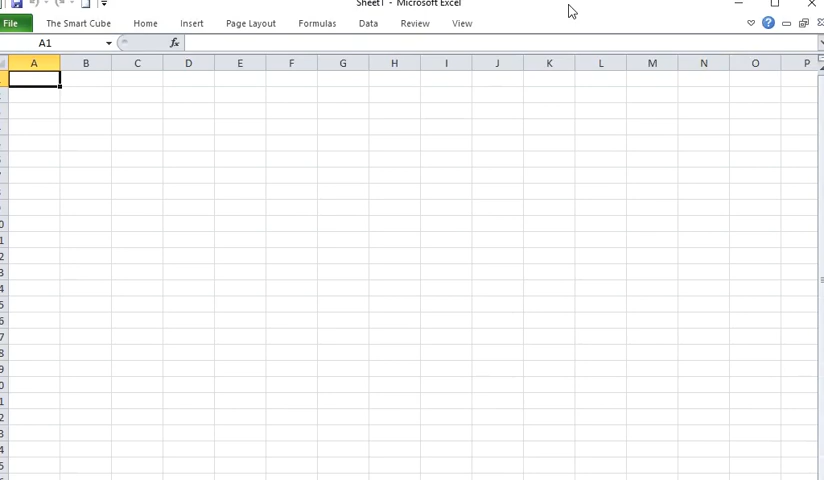 Sheet1 - Microsoft Excel
File The Smart Cube Home Insert Page Layout Formulas Data Review View
A1 fx
A B C D E F G H I J K L M N O P